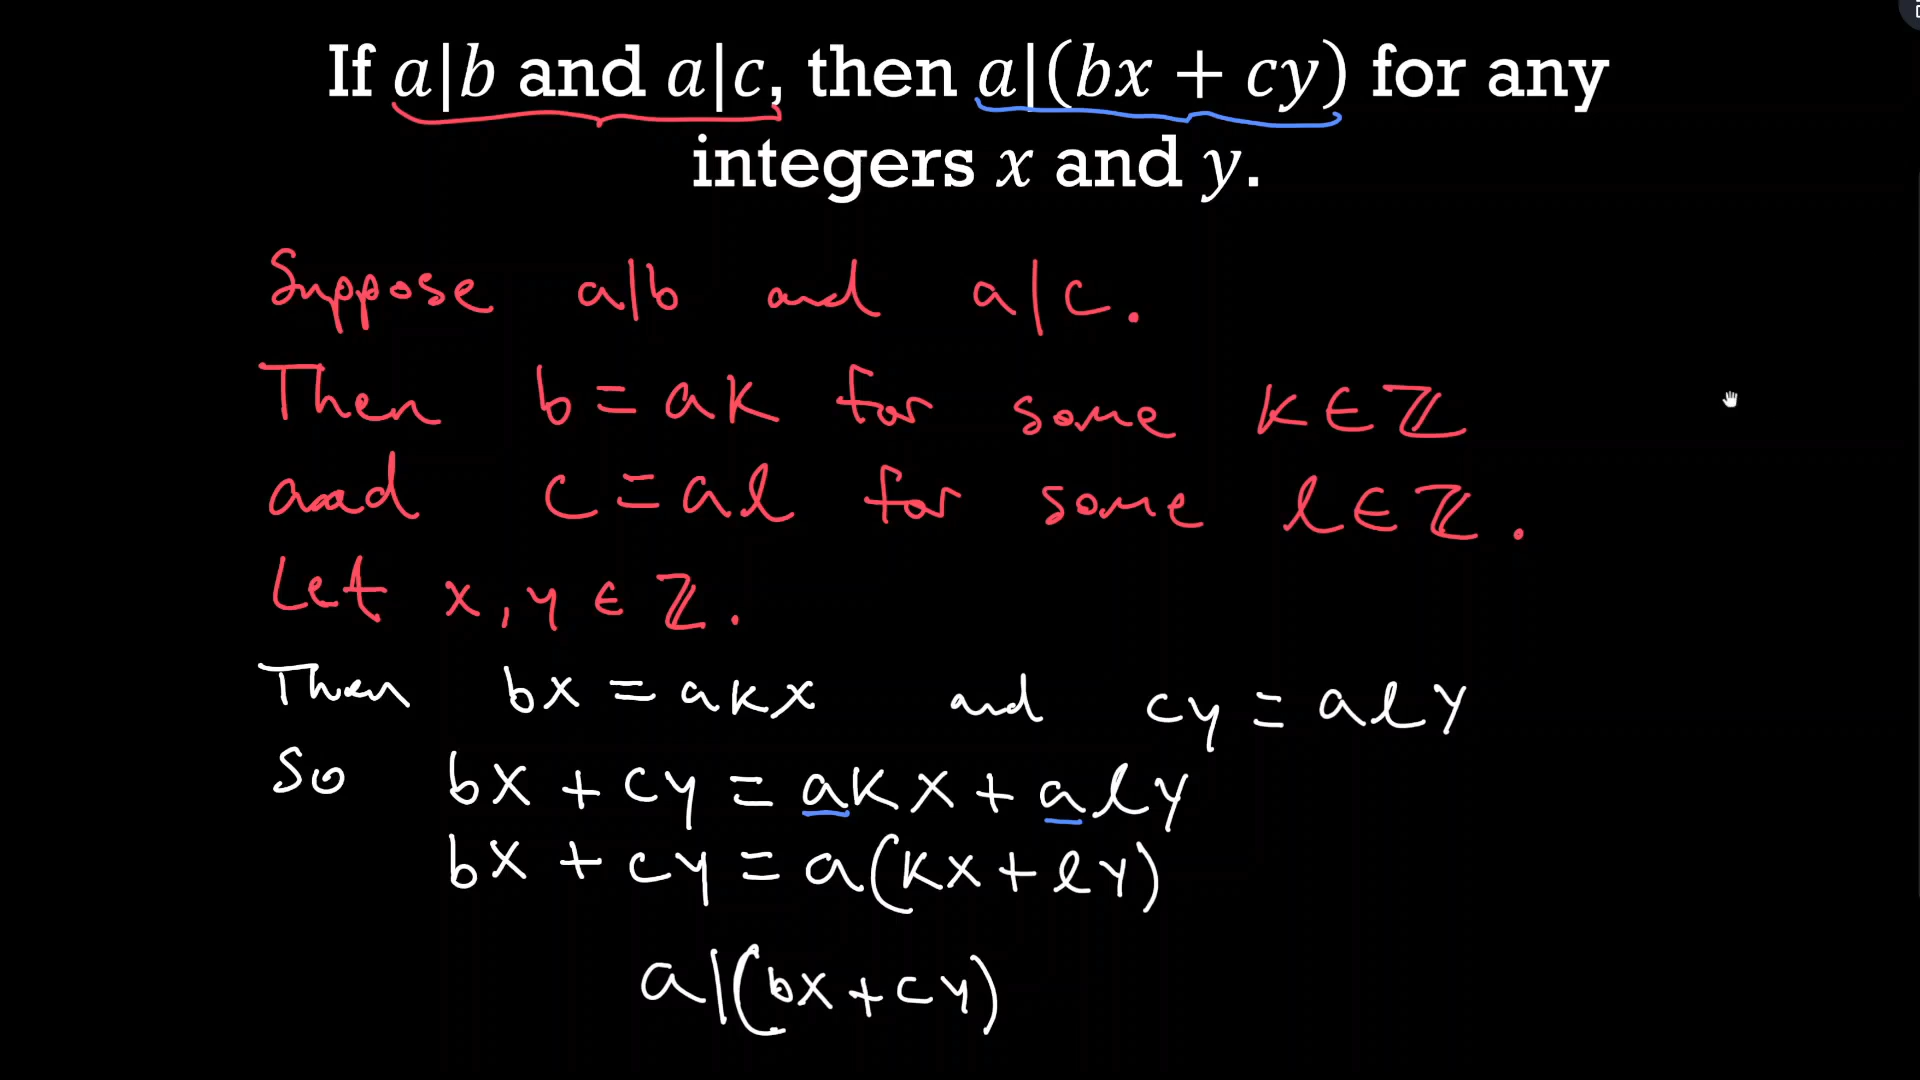 If a|b and a|c, then a|(bx + cy) for any
integers x and y.
Suppose a|b and a|c.
Then b = ak for some k∈ℤ
and c = al for some l∈ℤ.
Let x, y ∈ ℤ.
Then bx = akx and cy = aly
So bx + cy = akx + aly
bx + cy = a(kx + ly)
a|(bx + cy)